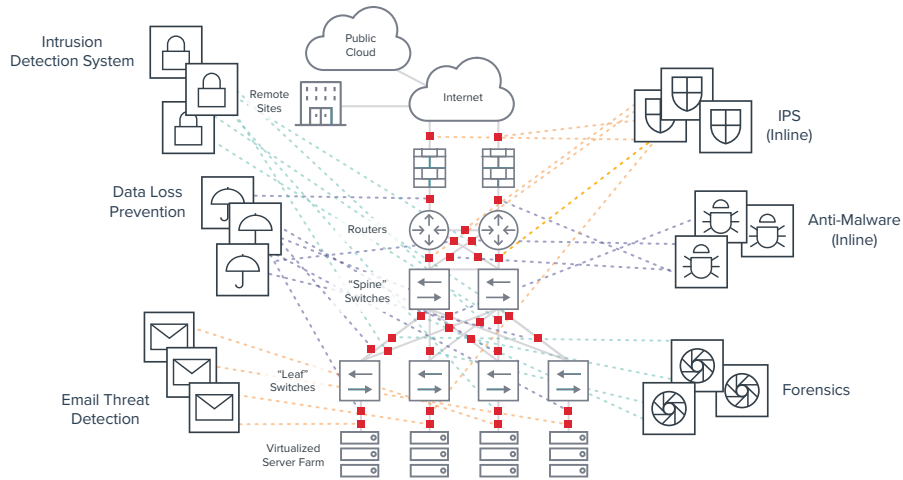 Intrusion
Detection System
Public
Cloud
Remote
Sites
Internet
IPS
(Inline)
Data Loss
Prevention
Routers
Anti-Malware
(Inline)
“Spine”
Switches
“Leaf”
Switches
Email Threat
Detection
Forensics
Virtualized
Server Farm